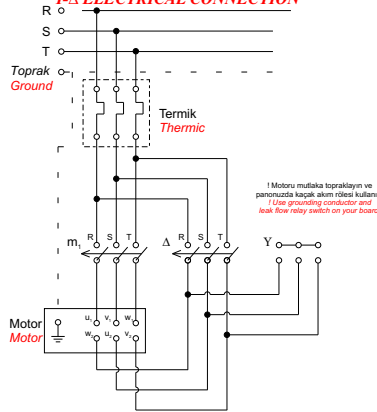 Y-Δ ELECTRICAL CONNECTION
R
S
T
Toprak
Ground
Termik
Thermic
! Motoru mutlaka topraklayın ve
panonuzda kaçak akım rölesi
! Use grounding conductor and
leak flow relay switch on your board
m1 R S T
Δ R S T
Y
Motor
Motor
u1 v1 w1
w2 u2 v2